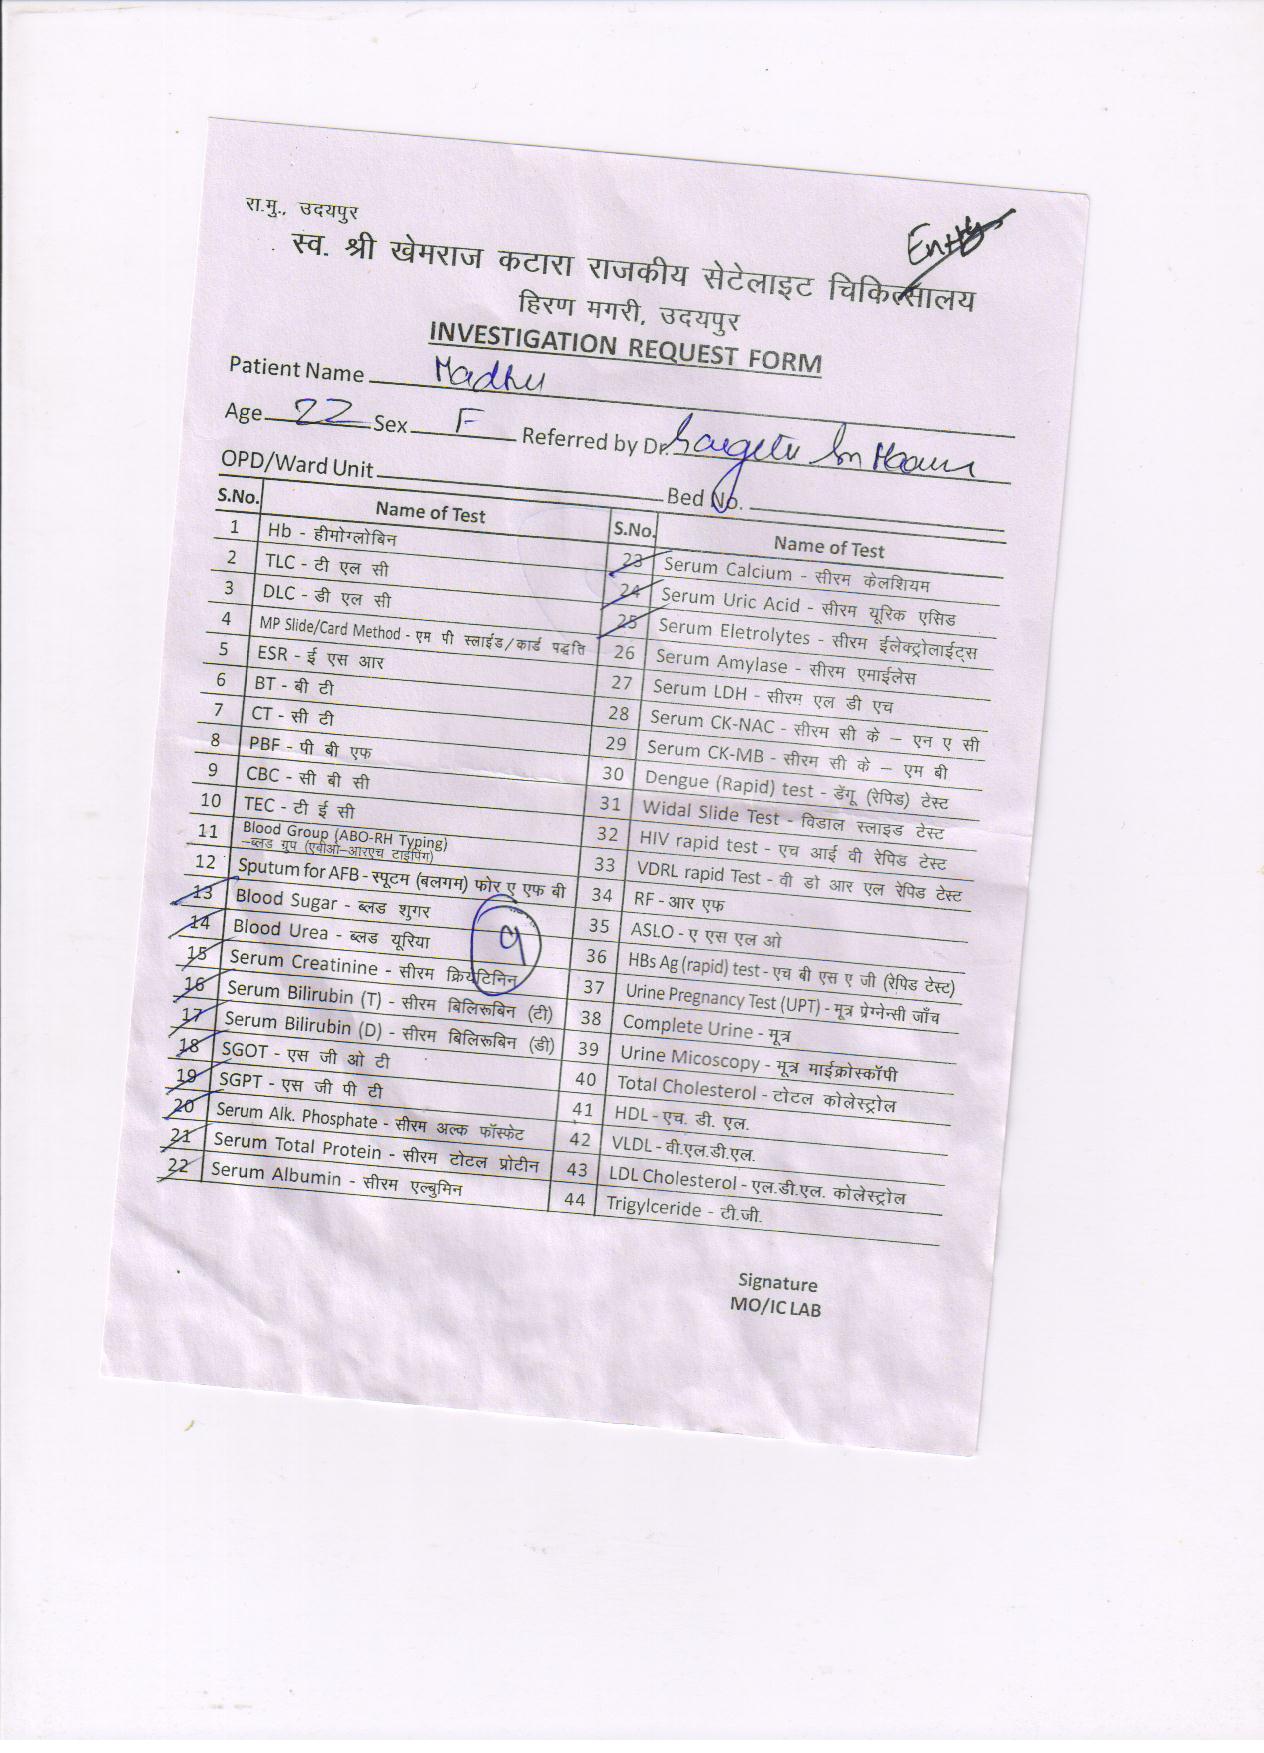 रा.मु., उदयपुर
Entry
स्व. श्री खेमराज कटारा राजकीय सेटेलाइट चिकित्सालय
हिरण मगरी, उदयपुर
INVESTIGATION REQUEST FORM
Patient Name Madhu
Age 22 Sex F Referred by Dr.
OPD/Ward Unit Bed No.
S.No. Name of Test S.No. Name of Test
1 Hb - हीमोग्लोबिन 23 Serum Calcium - सीरम केलशियम
2 TLC - टी एल सी 24 Serum Uric Acid - सीरम यूरिक एसिड
3 DLC - डी एल सी 25 Serum Eletrolytes - सीरम ईलेक्ट्रोलाईट्स
4 MP Slide/Card Method - एम पी स्लाईड/कार्ड पद्धति 26 Serum Amylase - सीरम एमाईलेस
5 ESR - ई एस आर 27 Serum LDH - सीरम एल डी एच
6 BT - बी टी 28 Serum CK-NAC - सीरम सी के – एन ए सी
7 CT - सी टी 29 Serum CK-MB - सीरम सी के – एम बी
8 PBF - पी बी एफ 30 Dengue (Rapid) test - डेंगू (रेपिड) टेस्ट
9 CBC - सी बी सी 31 Widal Slide Test - विडाल स्लाइड टेस्ट
10 TEC - टी ई सी 32 HIV rapid test - एच आई वी रेपिड टेस्ट
11 Blood Group (ABO-RH Typing) 33 VDRL rapid Test - वी डो आर एल रेपिड टेस्ट
–ब्लड ग्रुप (एबीओ-आरएच टाईपिंग)
12 Sputum for AFB - स्पूटम (बलगम) फोर ए एफ बी 34 RF - आर एफ
13 Blood Sugar - ब्लड शुगर 35 ASLO - ए एस एल ओ
14 Blood Urea - ब्लड यूरिया 36 HBs Ag (rapid) test - एच बी एस ए जी (रेपिड टेस्ट)
15 Serum Creatinine - सीरम क्रियेटिनिन 37 Urine Pregnancy Test (UPT) - मूत्र प्रेग्नेन्सी जाँच
16 Serum Bilirubin (T) - सीरम बिलिरूबिन (टी) 38 Complete Urine - मूत्र
17 Serum Bilirubin (D) - सीरम बिलिरूबिन (डी) 39 Urine Micoscopy - मूत्र माईक्रोस्कॉपी
18 SGOT - एस जी ओ टी 40 Total Cholesterol - टोटल कोलेस्ट्रोल
19 SGPT - एस जी पी टी 41 HDL - एच. डी. एल.
20 Serum Alk. Phosphate - सीरम अल्क फॉस्फेट 42 VLDL - वी.एल.डी.एल.
21 Serum Total Protein - सीरम टोटल प्रोटीन 43 LDL Cholesterol - एल.डी.एल. कोलेस्ट्रोल
22 Serum Albumin - सीरम एल्बुमिन 44 Trigylceride - टी.जी.
Signature
MO/IC LAB